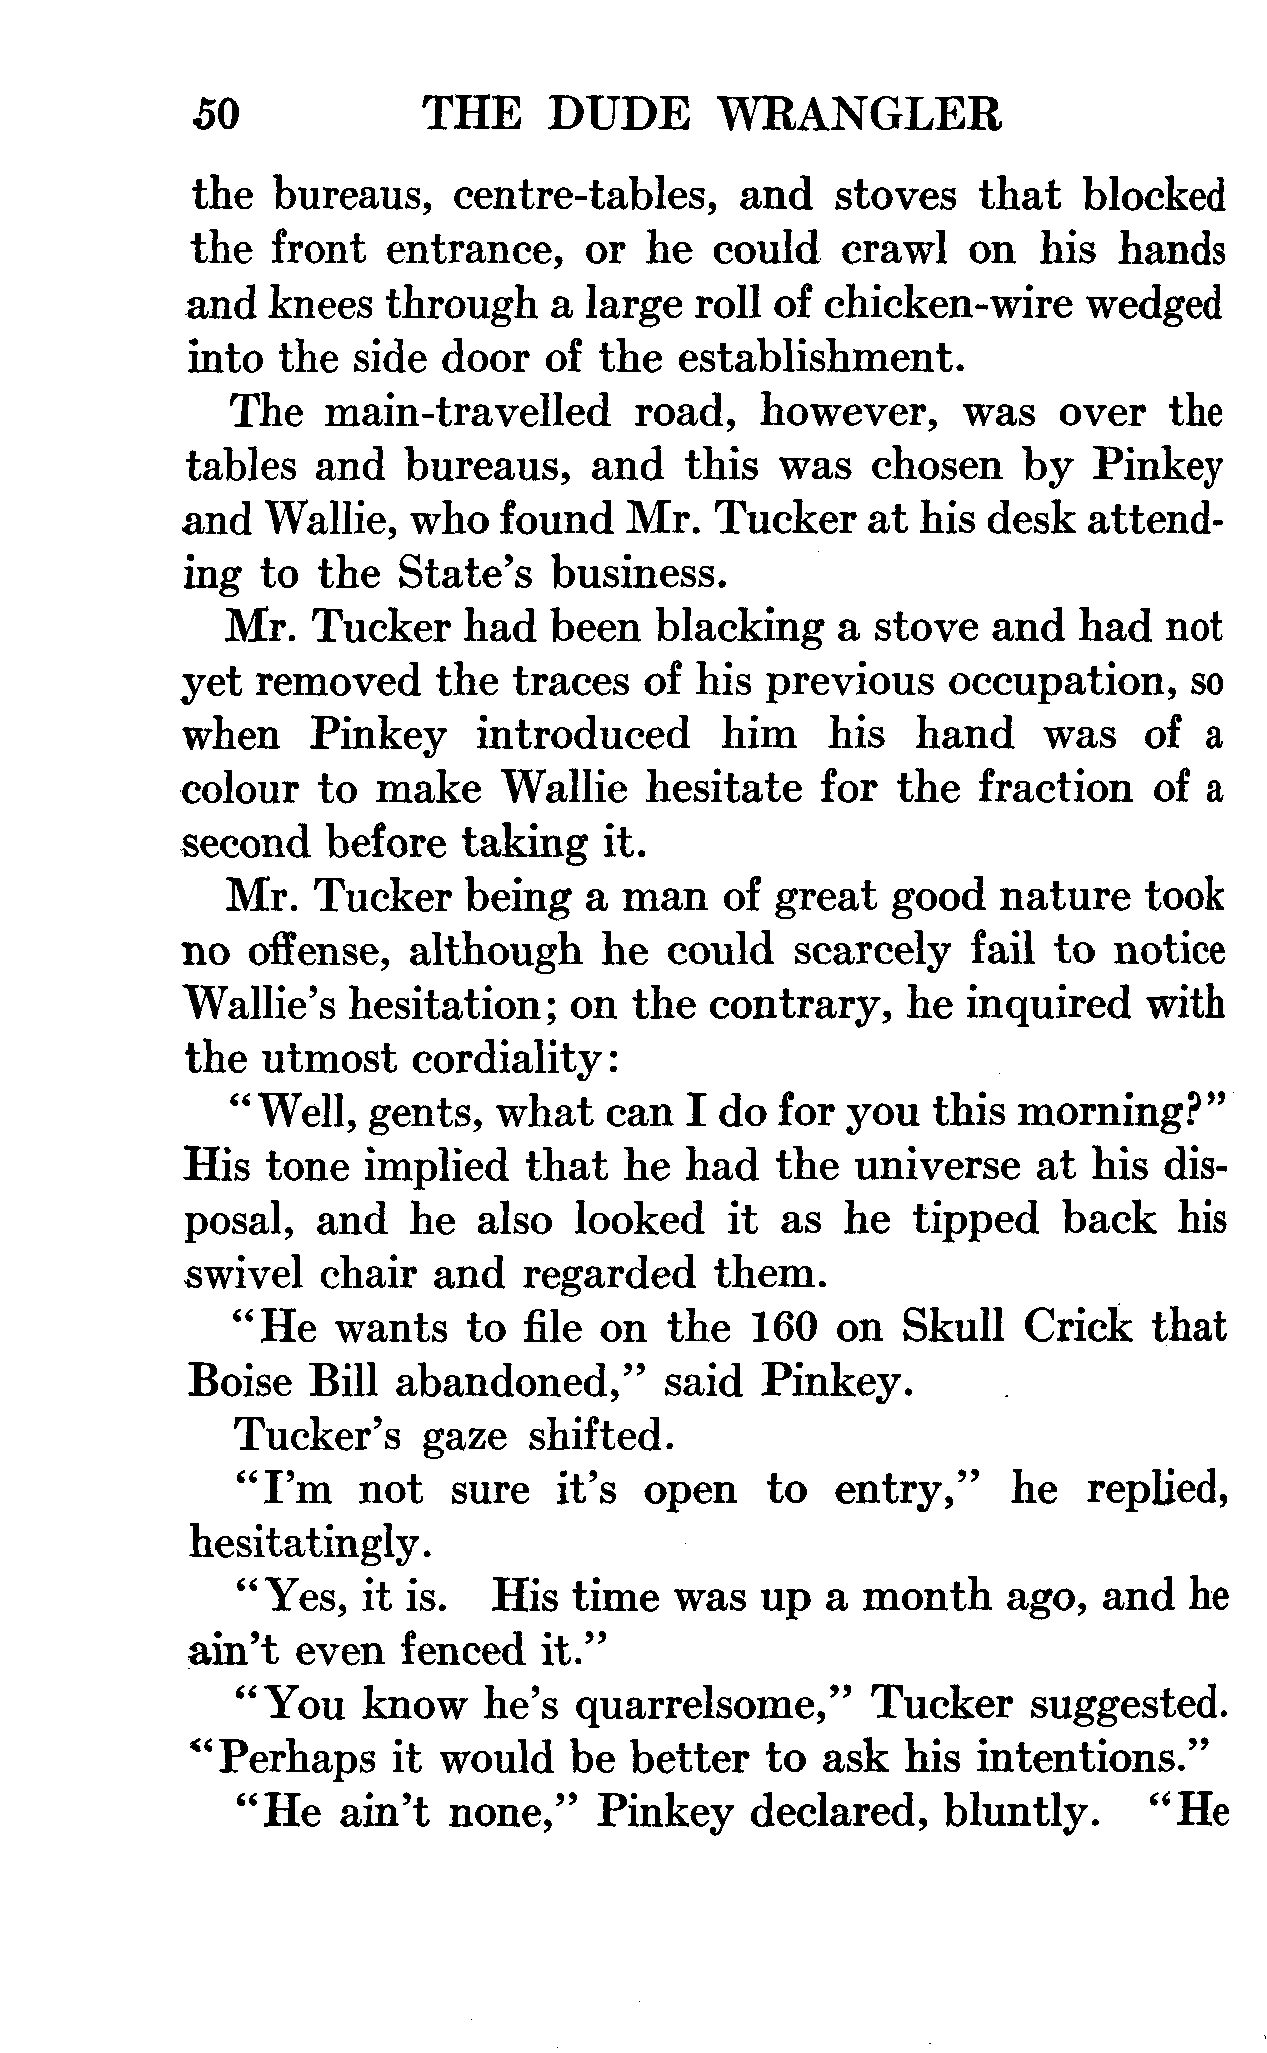 50 THE DUDE WRANGLER
the bureaus, centre-tables, and stoves that blocked
the front entrance, or he could crawl on his hands
and knees through a large roll of chicken-wire wedged
into the side door of the establishment.
The main-travelled road, however, was over the
tables and bureaus, and this was chosen by Pinkey
and Wallie, who found Mr. Tucker at his desk attend-
ing to the State's business.
Mr. Tucker had been blacking a stove and had not
yet removed the traces of his previous occupation, so
when Pinkey introduced him his hand was of a
colour to make Wallie hesitate for the fraction of a
second before taking it.
Mr. Tucker being a man of great good nature took
no offense, although he could scarcely fail to notice
Wallie's hesitation; on the contrary, he inquired with
the utmost cordiality:
"Well, gents, what can I do for you this morning?"
His tone implied that he had the universe at his dis-
posal, and he also looked it as he tipped back his
swivel chair and regarded them.
"He wants to file on the 160 on Skull Crick that
Boise Bill abandoned," said Pinkey.
Tucker's gaze shifted.
"I'm not sure it's open to entry," he replied,
hesitatingly.
"Yes, it is. His time was up a month ago, and he
ain't even fenced it."
"You know he's quarrelsome," Tucker suggested.
"Perhaps it would be better to ask his intentions."
"He ain't none," Pinkey declared, bluntly. "He